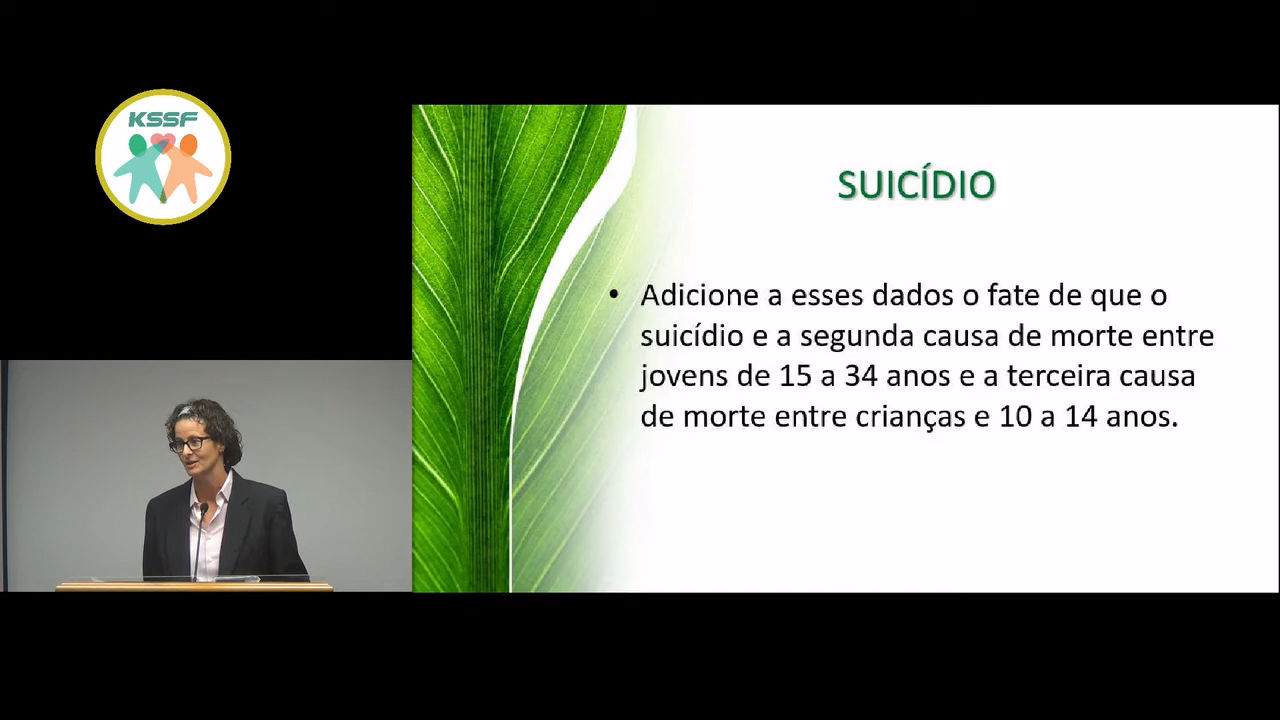 KSSF
SUICÍDIO
• Adicione a esses dados o fate de que o
suicídio e a segunda causa de morte entre
jovens de 15 a 34 anos e a terceira causa
de morte entre crianças e 10 a 14 anos.